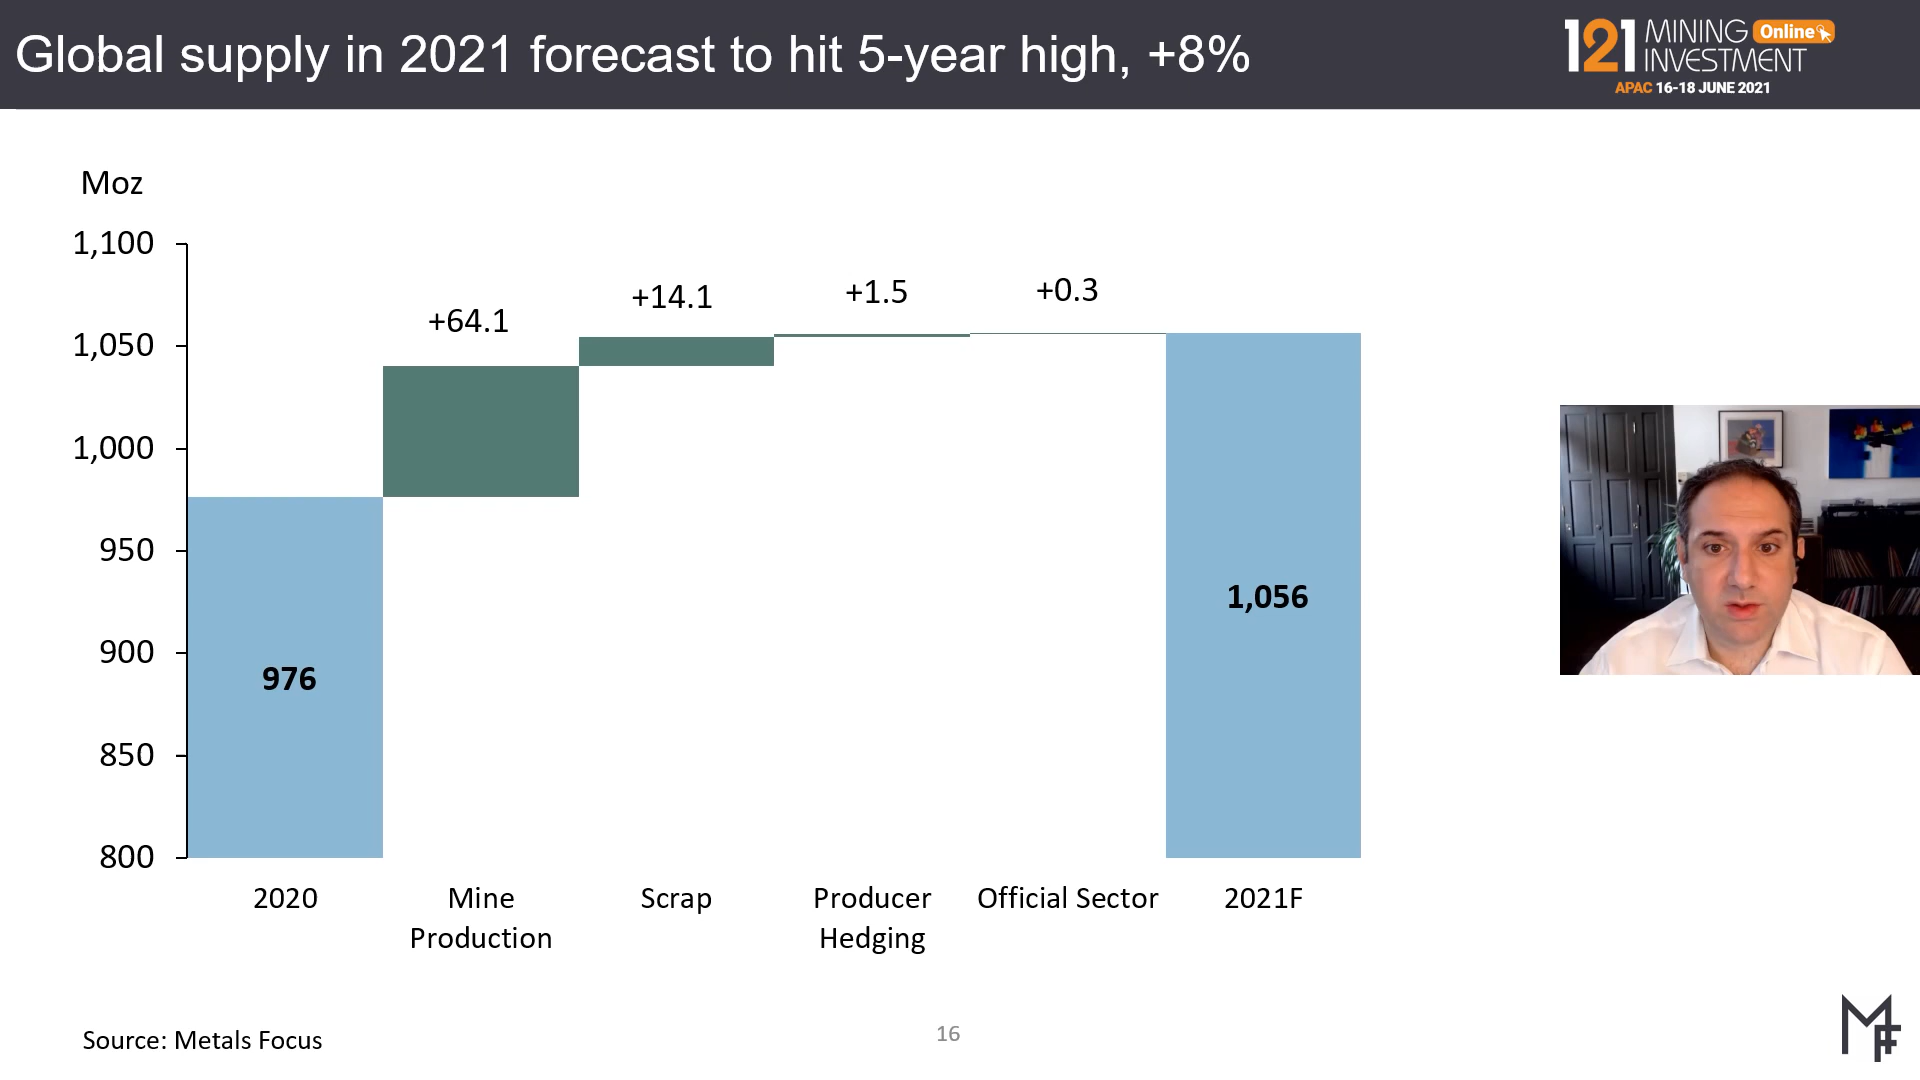 Global supply in 2021 forecast to hit 5-year high, +8%
121 MINING Online
INVESTMENT
APAC 16-18 JUNE 2021
Moz
1,100
1,050
1,000
950
900
850
800
+64.1
+14.1
+1.5
+0.3
976
1,056
2020
Mine
Production
Scrap
Producer
Hedging
Official Sector
2021F
Source: Metals Focus
16
MF